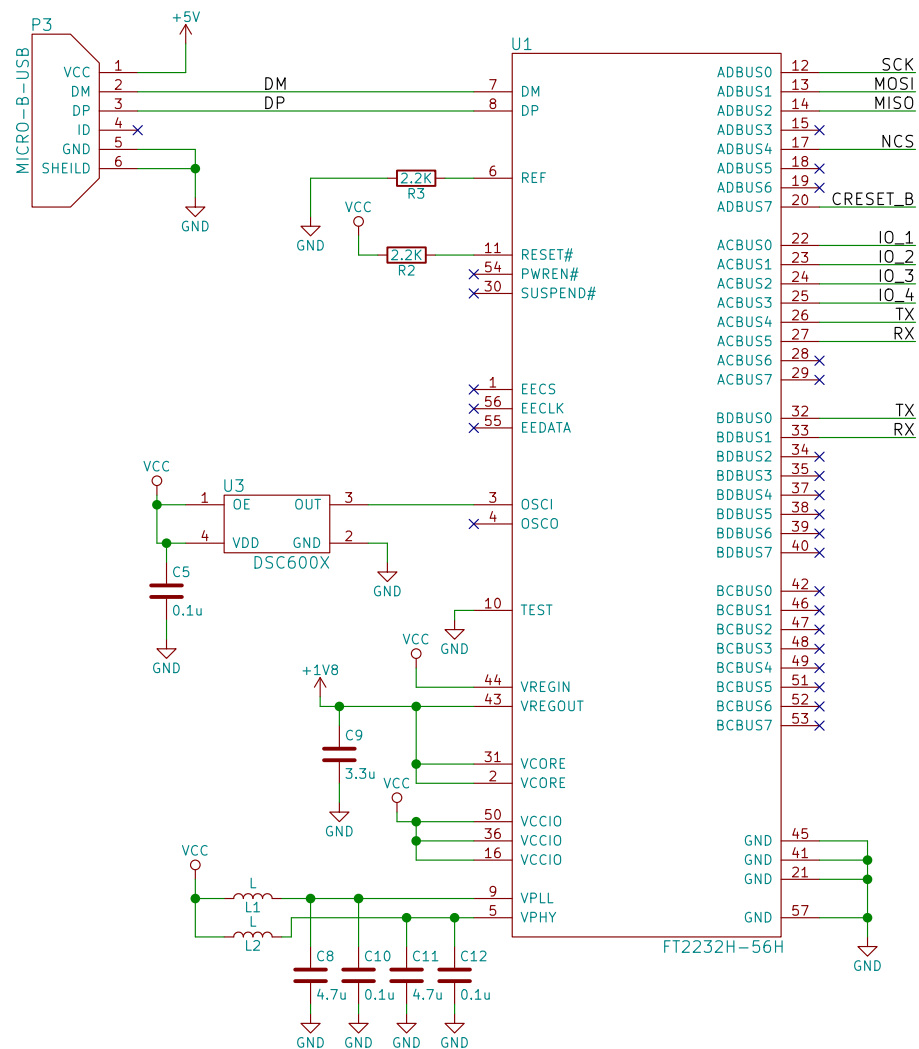 P3
MICRO-B-USB
VCC 1
DM 2
DP 3
ID 4
GND 5
SHEILD 6
+5V
GND
DM
DP
U1
7 DM
8 DP
6 REF
2.2K
R3
GND
VCC
2.2K
R2
11 RESET#
54 PWREN#
30 SUSPEND#
1 EECS
56 EECLK
55 EEDATA
3 OSCI
4 OSCO
10 TEST
GND
VCC
44 VREGIN
43 VREGOUT
31 VCORE
2 VCORE
50 VCCIO
36 VCCIO
16 VCCIO
9 VPLL
5 VPHY
ADBUS0 12 SCK
ADBUS1 13 MOSI
ADBUS2 14 MISO
ADBUS3 15
ADBUS4 17 NCS
ADBUS5 18
ADBUS6 19
ADBUS7 20 CRESET_B
ACBUS0 22 IO_1
ACBUS1 23 IO_2
ACBUS2 24 IO_3
ACBUS3 25 IO_4
ACBUS4 26 TX
ACBUS5 27 RX
ACBUS6 28
ACBUS7 29
BDBUS0 32 TX
BDBUS1 33 RX
BDBUS2 34
BDBUS3 35
BDBUS4 37
BDBUS5 38
BDBUS6 39
BDBUS7 40
BCBUS0 42
BCBUS1 46
BCBUS2 47
BCBUS3 48
BCBUS4 49
BCBUS5 51
BCBUS6 52
BCBUS7 53
GND 45
GND 41
GND 21
GND 57
FT2232H-56H
GND
VCC
U3
1 OE OUT 3
4 VDD GND 2
DSC600X
C5
0.1u
GND
GND
+1V8
C9
3.3u
GND
VCC
VCC
L
L1
L
L2
C8
4.7u
GND
C10
0.1u
GND
C11
4.7u
GND
C12
0.1u
GND